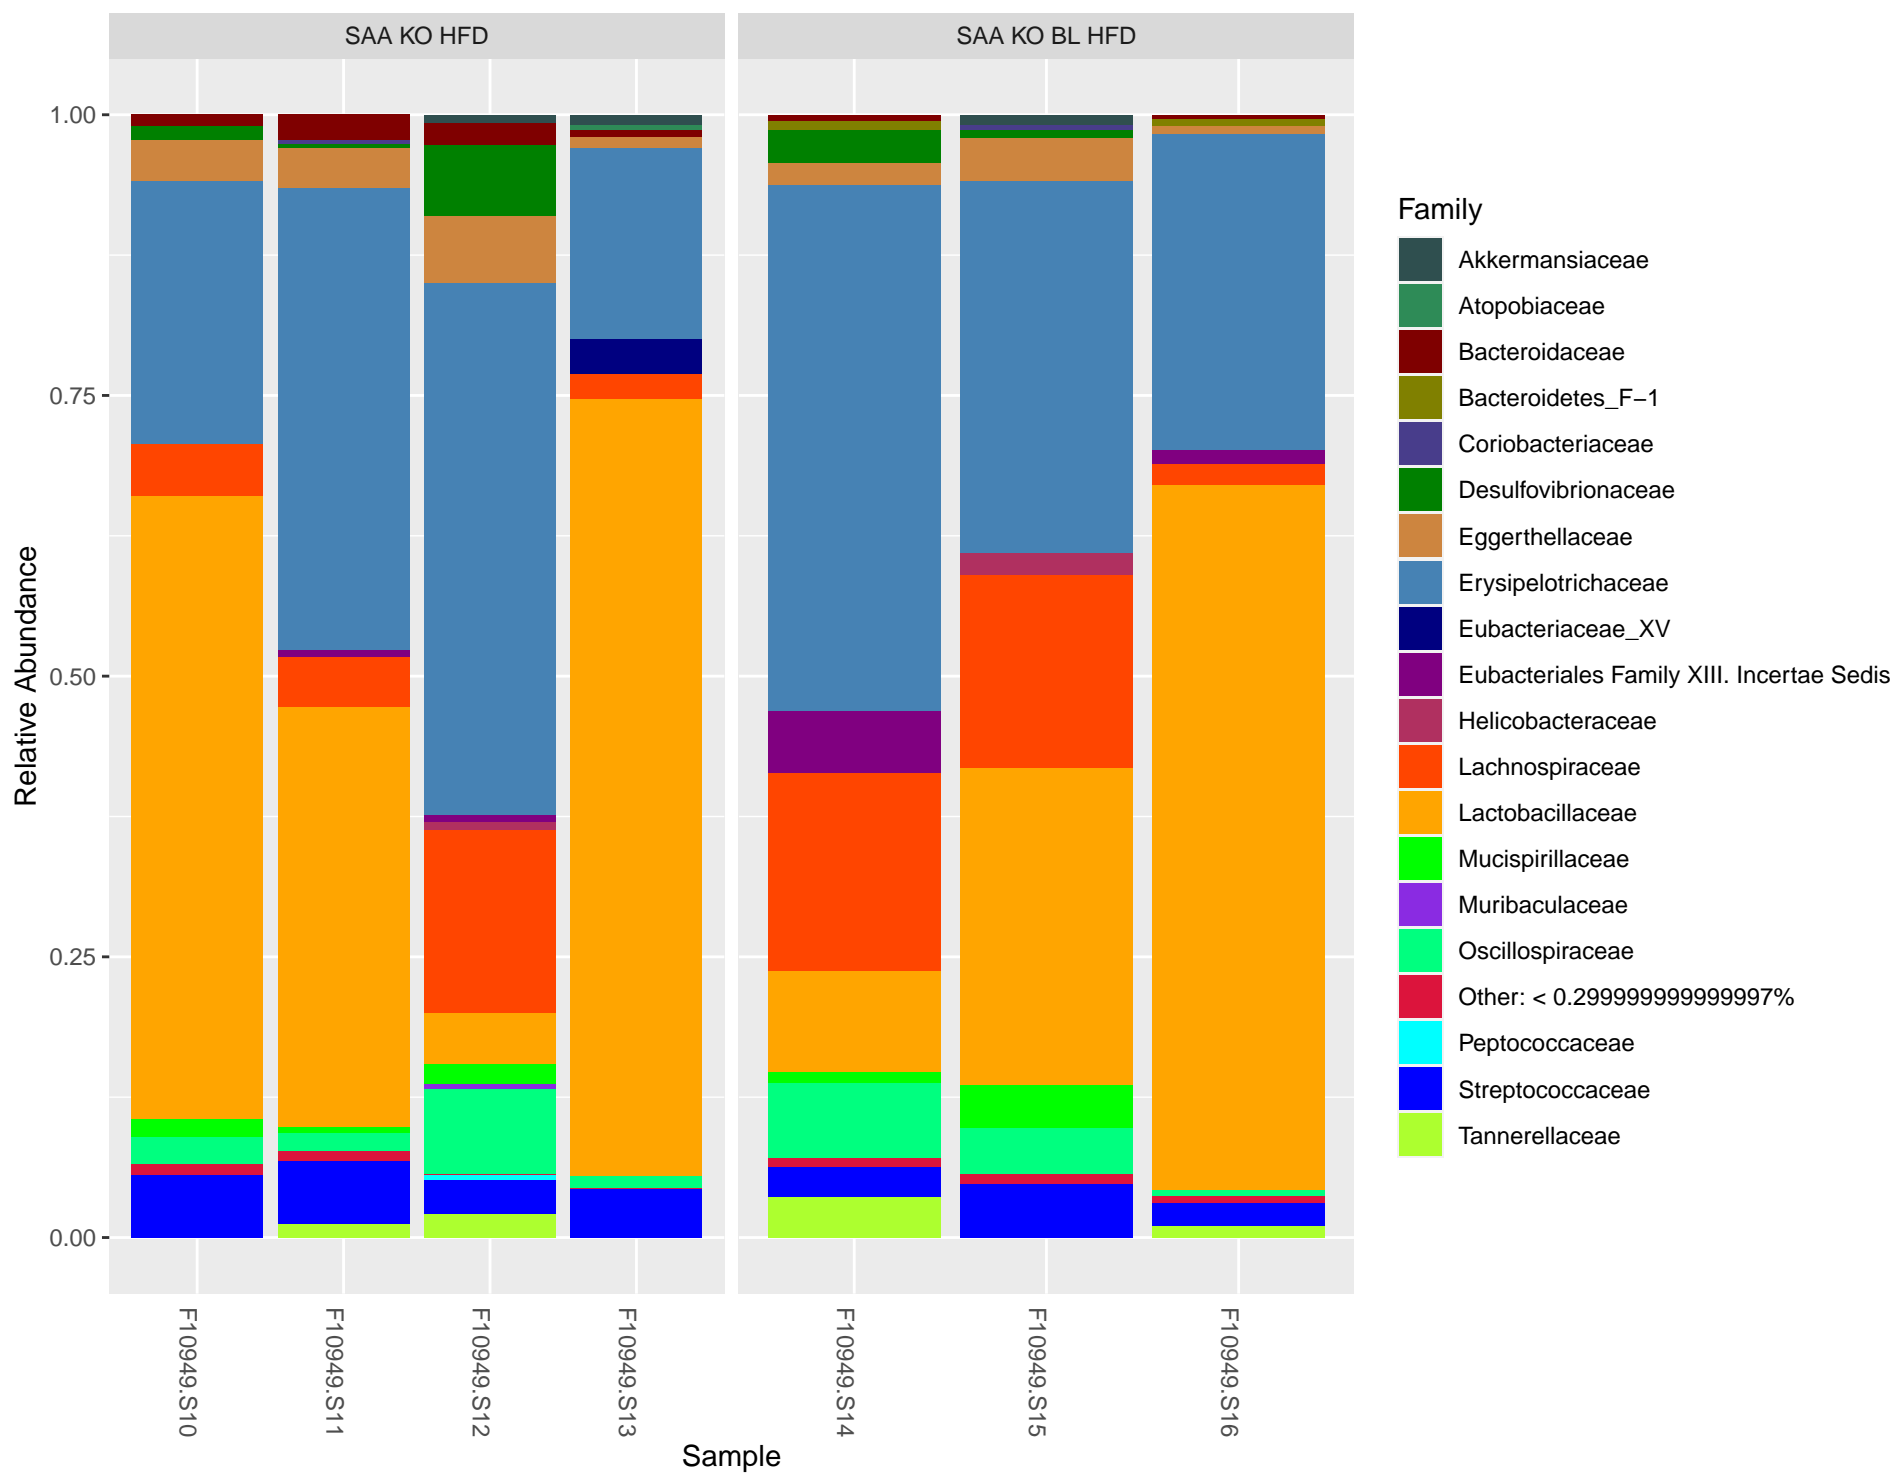 SAA KO HFD
SAA KO BL HFD
1.00
0.75
0.50
0.25
0.00
Relative Abundance
F10949.S10
F10949.S11
F10949.S12
F10949.S13
F10949.S14
F10949.S15
F10949.S16
Sample
Family
Akkermansiaceae
Atopobiaceae
Bacteroidaceae
Bacteroidetes_F−1
Coriobacteriaceae
Desulfovibrionaceae
Eggerthellaceae
Erysipelotrichaceae
Eubacteriaceae_XV
Eubacteriales Family XIII. Incertae Sedis
Helicobacteraceae
Lachnospiraceae
Lactobacillaceae
Mucispirillaceae
Muribaculaceae
Oscillospiraceae
Other: < 0.299999999999997%
Peptococcaceae
Streptococcaceae
Tannerellaceae